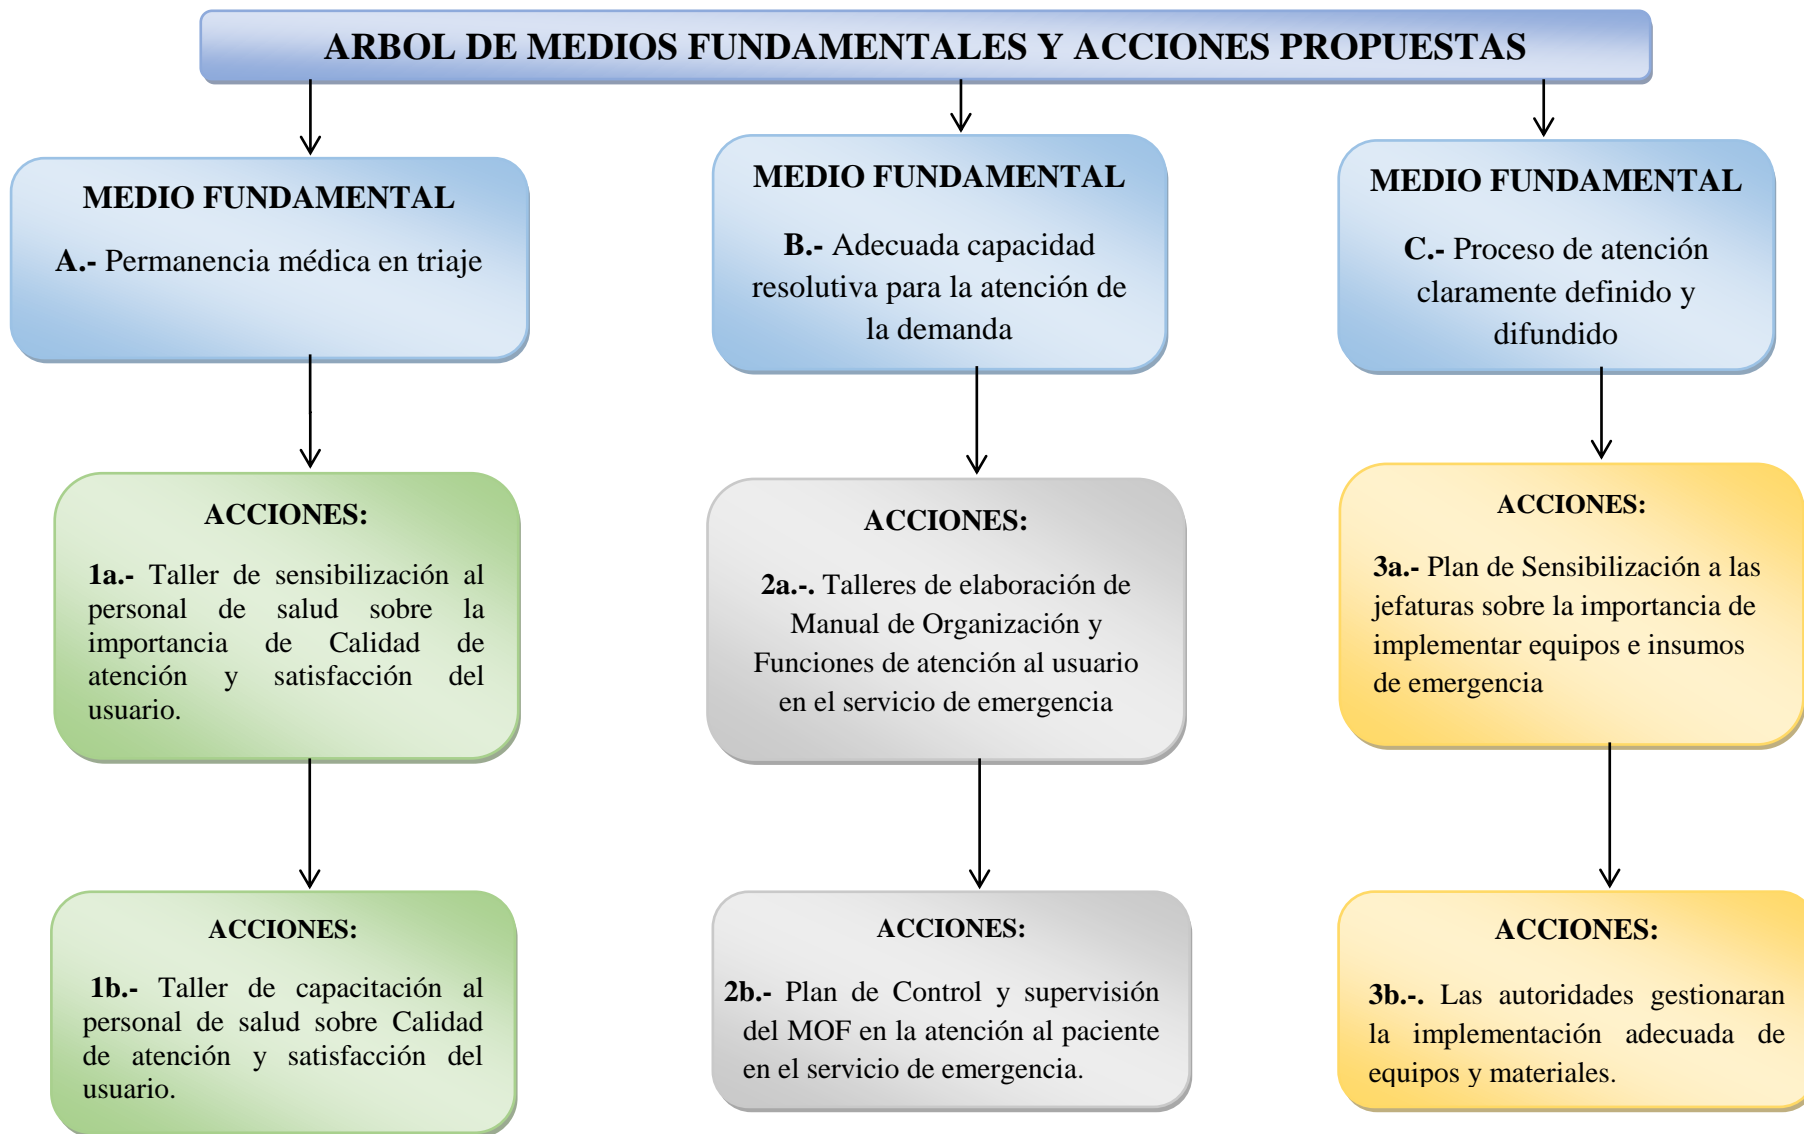 ARBOL DE MEDIOS FUNDAMENTALES Y ACCIONES PROPUESTAS
MEDIO FUNDAMENTAL
A.- Permanencia médica en triaje
MEDIO FUNDAMENTAL
B.- Adecuada capacidad
resolutiva para la atención de
la demanda
MEDIO FUNDAMENTAL
C.- Proceso de atención
claramente definido y
difundido
ACCIONES:
1a.- Taller de sensibilización al
personal de salud sobre la
importancia de Calidad de
atención y satisfacción del
usuario.
ACCIONES:
2a.-. Talleres de elaboración de
Manual de Organización y
Funciones de atención al usuario
en el servicio de emergencia
ACCIONES:
3a.- Plan de Sensibilización a las
jefaturas sobre la importancia de
implementar equipos e insumos
de emergencia
ACCIONES:
1b.- Taller de capacitación al
personal de salud sobre Calidad
de atención y satisfacción del
usuario.
ACCIONES:
2b.- Plan de Control y supervisión
del MOF en la atención al paciente
en el servicio de emergencia.
ACCIONES:
3b.-. Las autoridades gestionaran
la implementación adecuada de
equipos y materiales.